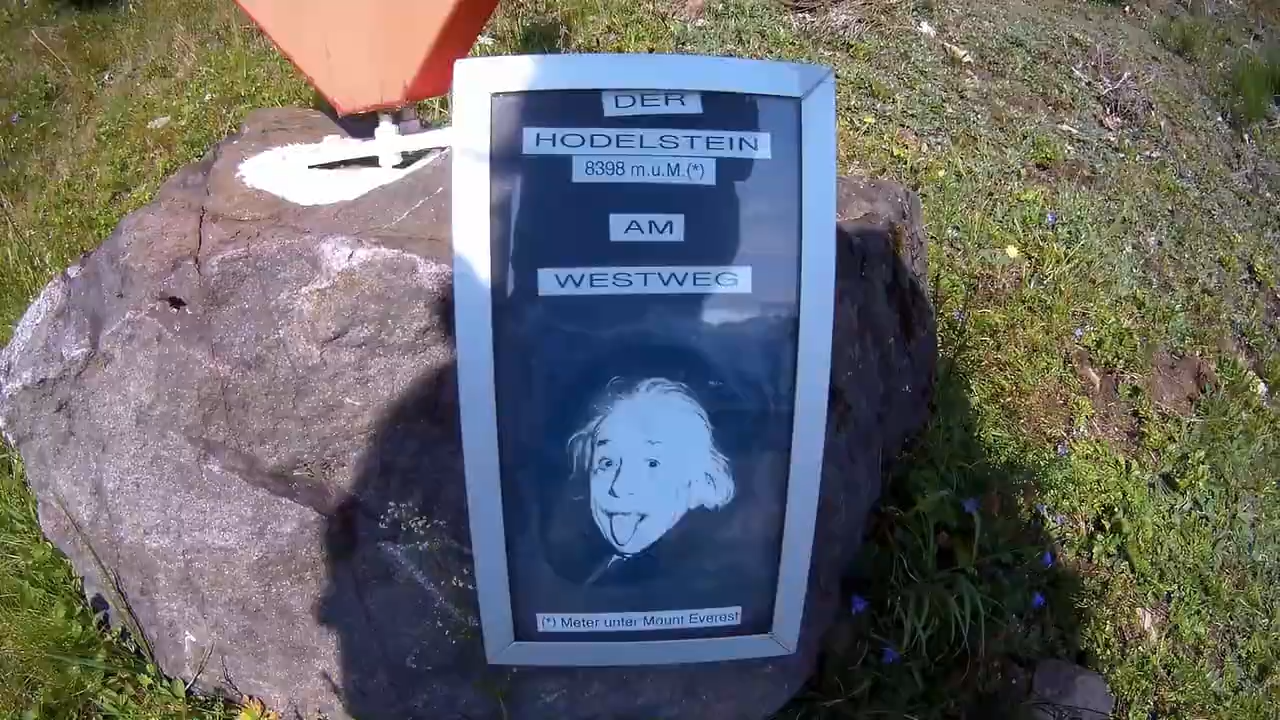 DER
HODELSTEIN
8398 m.u.M.(*)
AM
WESTWEG
(*) Meter unter Mount Everest